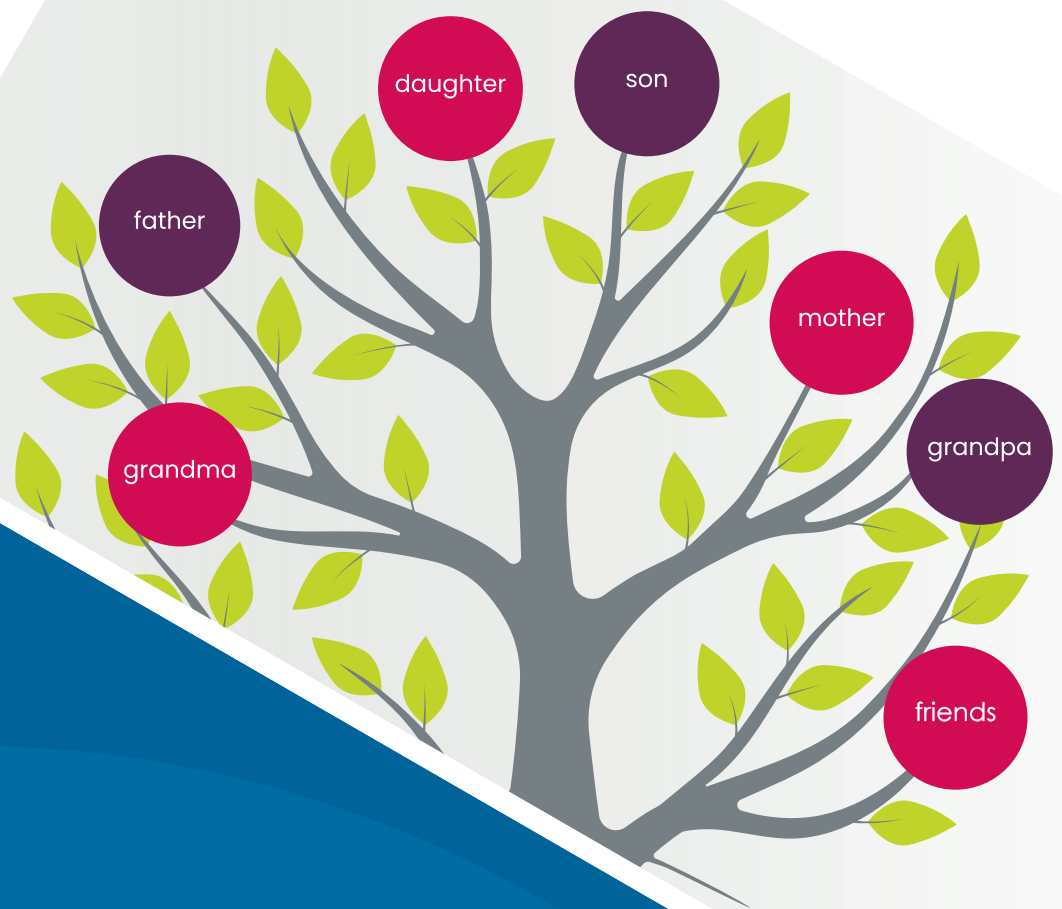 daughter
son
father
mother
grandma
grandpa
friends